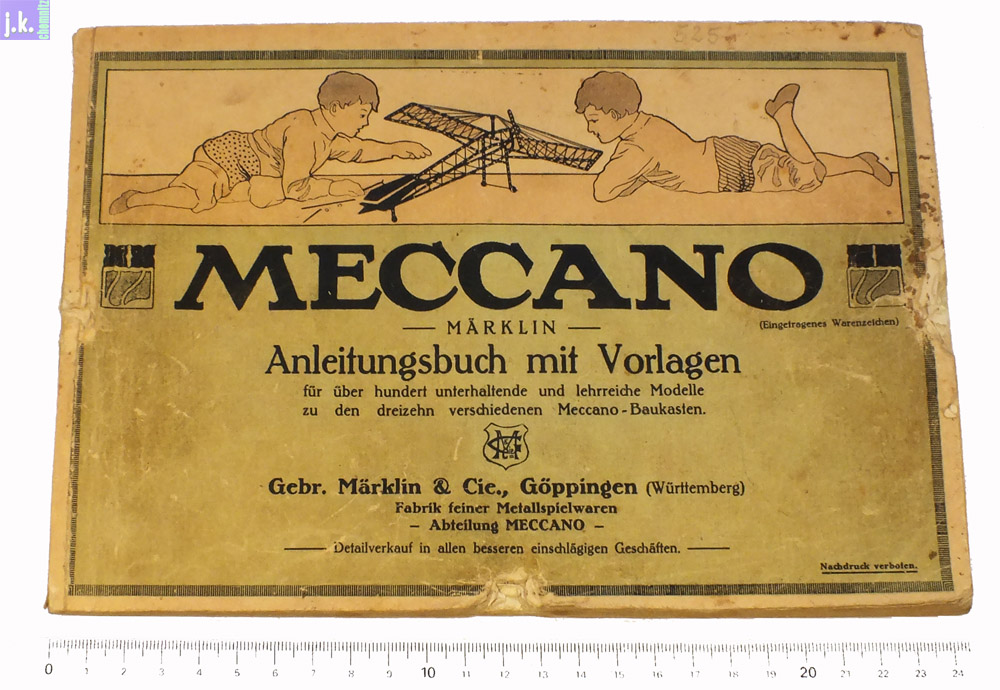 j.k.
chemnitz
525
MECCANO
— MÄRKLIN —
(Eingetragenes Warenzeichen)
Anleitungsbuch mit Vorlagen
für über hundert unterhaltende und lehrreiche Modelle
zu den dreizehn verschiedenen Meccano-Baukasten.
Gebr. Märklin & Cie., Göppingen (Württemberg)
Fabrik feiner Metallspielwaren
– Abteilung MECCANO –
— Detailverkauf in allen besseren einschlägigen Geschäften. —
Nachdruck verboten.
0 1 2 3 4 5 6 7 8 9 10 11 12 13 14 15 16 17 18 19 20 21 22 23 24